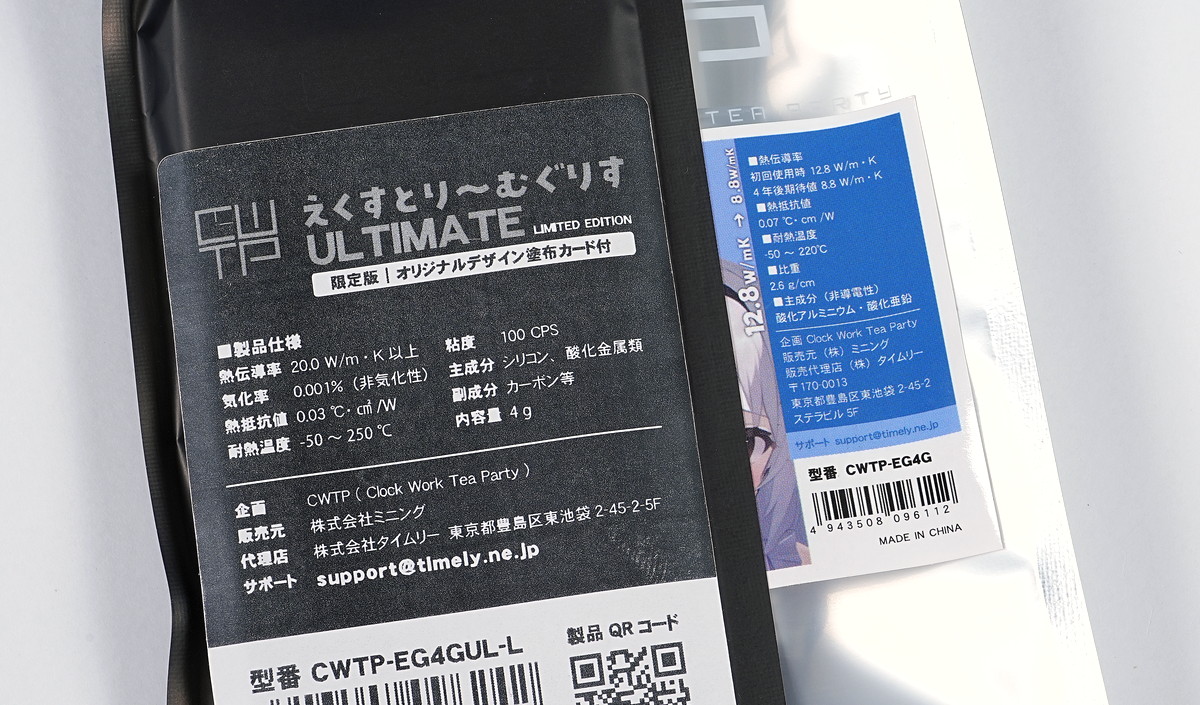 CWTP
えくすとり〜むぐりす
ULTIMATE LIMITED EDITION
限定版 | オリジナルデザイン塗布カード付
■製品仕様
熱伝導率 20.0 W/m・K 以上
気化率 0.001%（非気化性）
熱抵抗値 0.03 ℃・c㎡ /W
耐熱温度 -50 〜 250 ℃
粘度 100 CPS
主成分 シリコン、酸化金属類
副成分 カーボン等
内容量 4 g
企画 CWTP ( Clock Work Tea Party )
販売元 株式会社ミニング
代理店 株式会社タイムリー 東京都豊島区東池袋 2-45-2-5F
サポート support@timely.ne.jp
型番 CWTP-EG4GUL-L
製品 QR コード
TEA PARTY
12.8W/mK → 8.8W/mK
■熱伝導率
初回使用時 12.8 W/m・K
4 年後期待値 8.8 W/m・K
■熱抵抗値
0.07 ℃・cm /W
■耐熱温度
-50 〜 220℃
■比重
2.6 g/cm
■主成分（非導電性）
酸化アルミニウム・酸化亜鉛
企画 Clock Work Tea Party
販売元（株）ミニング
販売代理店（株）タイムリー
〒170-0013
東京都豊島区東池袋 2-45-2
ステラビル 5F
サポート support@timely.ne.jp
型番 CWTP-EG4G
4 943508 096112
MADE IN CHINA